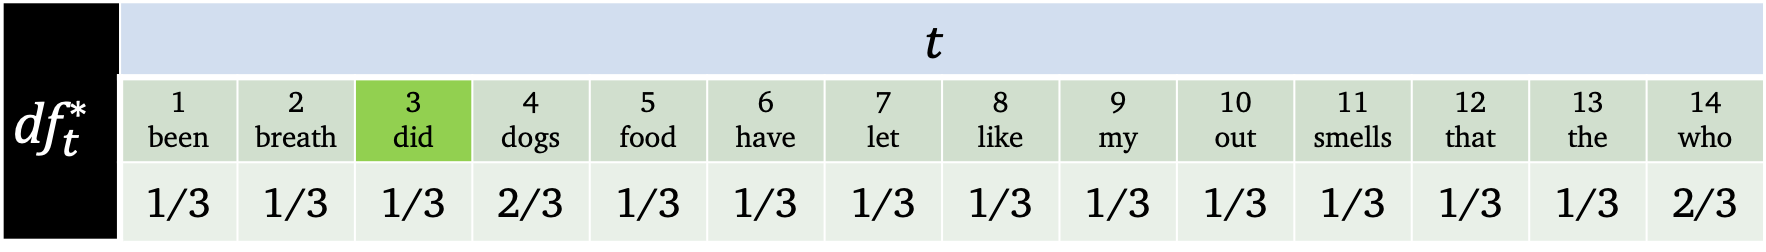 t
df*t
1 2 3 4 5 6 7 8 9 10 11 12 13 14
been breath did dogs food have let like my out smells that the who
1/3 1/3 1/3 2/3 1/3 1/3 1/3 1/3 1/3 1/3 1/3 1/3 1/3 2/3